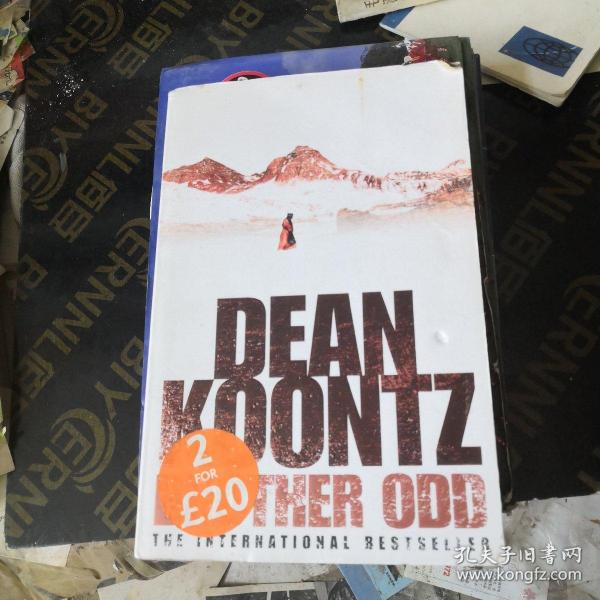 DEAN
KOONTZ
2
FOR
£20
THER ODD
THE INTERNATIONAL BESTSELLER
孔夫子旧书网
www.kongfz.com